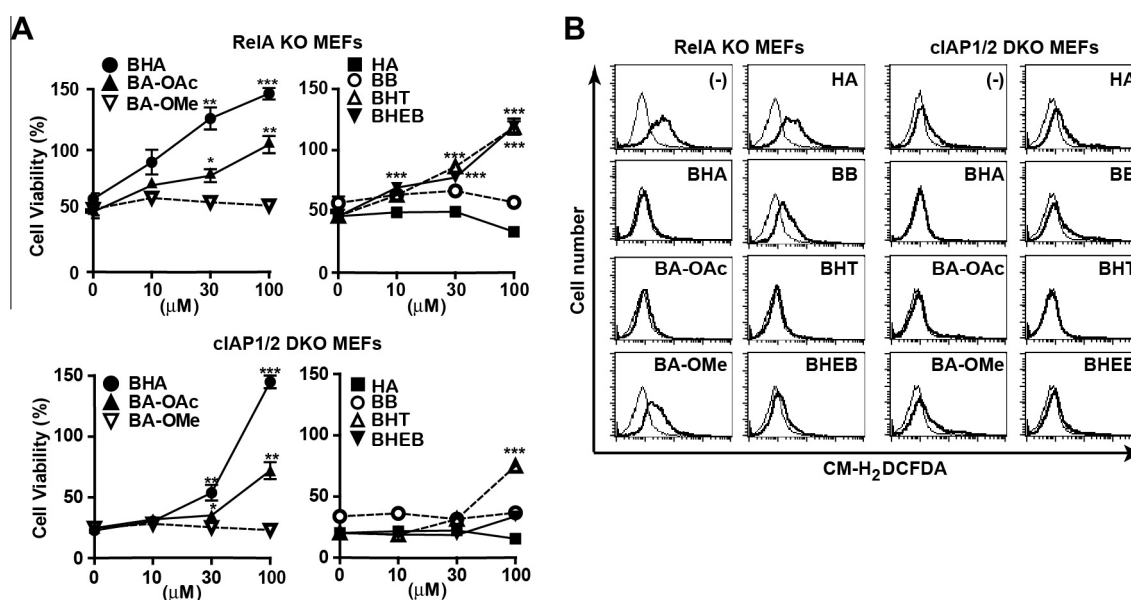 A
RelA KO MEFs
BHA
BA-OAc
BA-OMe
HA
BB
BHT
BHEB
Cell Viability (%)
150
100
50
0
***
**
**
*
0 10 30 100
(μM)
150
100
50
0
***
***
***
***
***
0 10 30 100
(μM)
cIAP1/2 DKO MEFs
BHA
BA-OAc
BA-OMe
HA
BB
BHT
BHEB
Cell Viability (%)
150
100
50
0
***
**
**
*
0 10 30 100
(μM)
150
100
50
0
***
0 10 30 100
(μM)
B
RelA KO MEFs cIAP1/2 DKO MEFs
(-) HA (-) HA
BHA BB BHA BB
BA-OAc BHT BA-OAc BHT
BA-OMe BHEB BA-OMe BHEB
Cell number
CM-H₂DCFDA